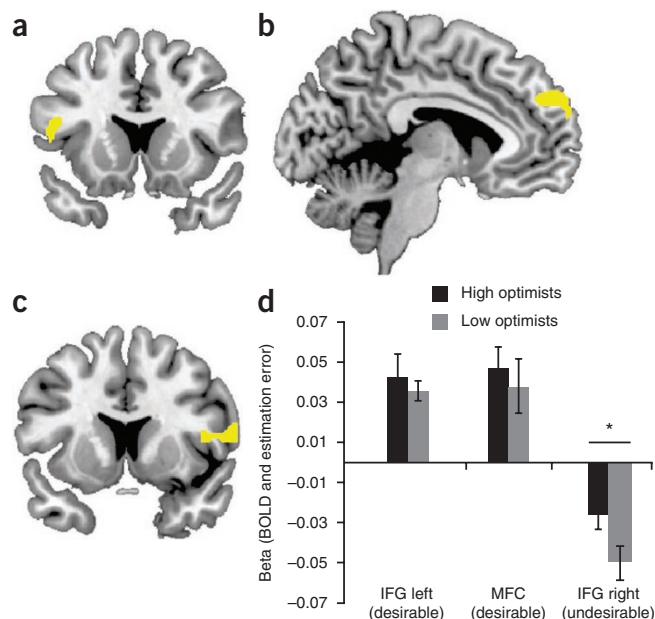 a
b
c
d
High optimists
Low optimists
Beta (BOLD and estimation error)
0.07
0.05
0.03
0.01
−0.01
−0.03
−0.05
−0.07
*
IFG left
(desirable)
MFC
(desirable)
IFG right
(undesirable)